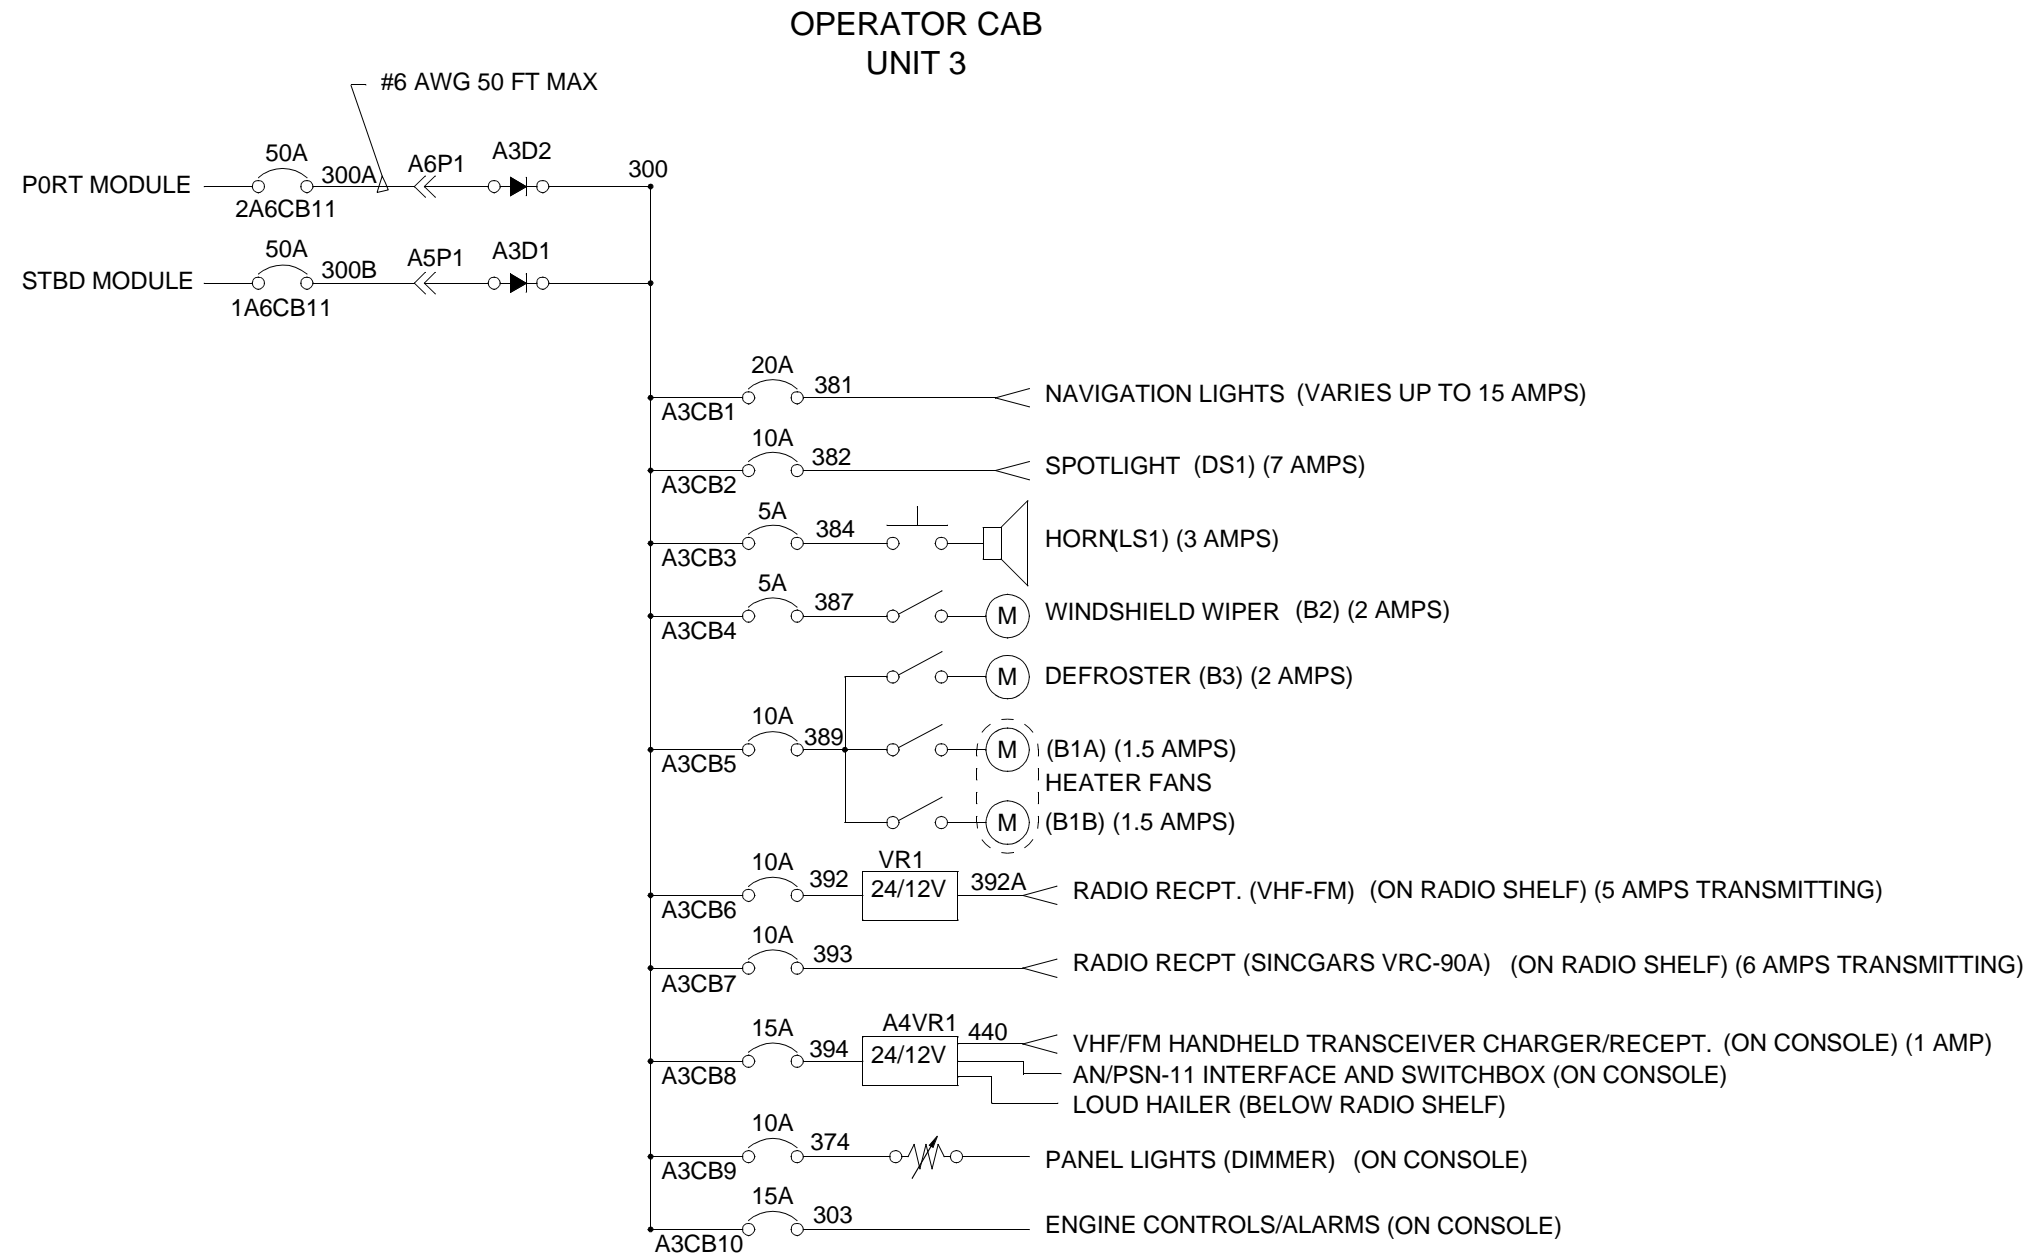 OPERATOR CAB
UNIT 3
#6 AWG 50 FT MAX
P0RT MODULE
50A
2A6CB11
300A
A6P1
A3D2
300
STBD MODULE
50A
1A6CB11
300B
A5P1
A3D1
A3CB1
20A
381
NAVIGATION LIGHTS (VARIES UP TO 15 AMPS)
A3CB2
10A
382
SPOTLIGHT (DS1) (7 AMPS)
A3CB3
5A
384
HORN(LS1) (3 AMPS)
A3CB4
5A
387
M
WINDSHIELD WIPER (B2) (2 AMPS)
M
DEFROSTER (B3) (2 AMPS)
A3CB5
10A
389
M
(B1A) (1.5 AMPS)
HEATER FANS
M
(B1B) (1.5 AMPS)
A3CB6
10A
392
VR1
24/12V
392A
RADIO RECPT. (VHF-FM) (ON RADIO SHELF) (5 AMPS TRANSMITTING)
A3CB7
10A
393
RADIO RECPT (SINCGARS VRC-90A) (ON RADIO SHELF) (6 AMPS TRANSMITTING)
A3CB8
15A
394
A4VR1
24/12V
440
VHF/FM HANDHELD TRANSCEIVER CHARGER/RECEPT. (ON CONSOLE) (1 AMP)
AN/PSN-11 INTERFACE AND SWITCHBOX (ON CONSOLE)
LOUD HAILER (BELOW RADIO SHELF)
A3CB9
10A
374
PANEL LIGHTS (DIMMER) (ON CONSOLE)
A3CB10
15A
303
ENGINE CONTROLS/ALARMS (ON CONSOLE)